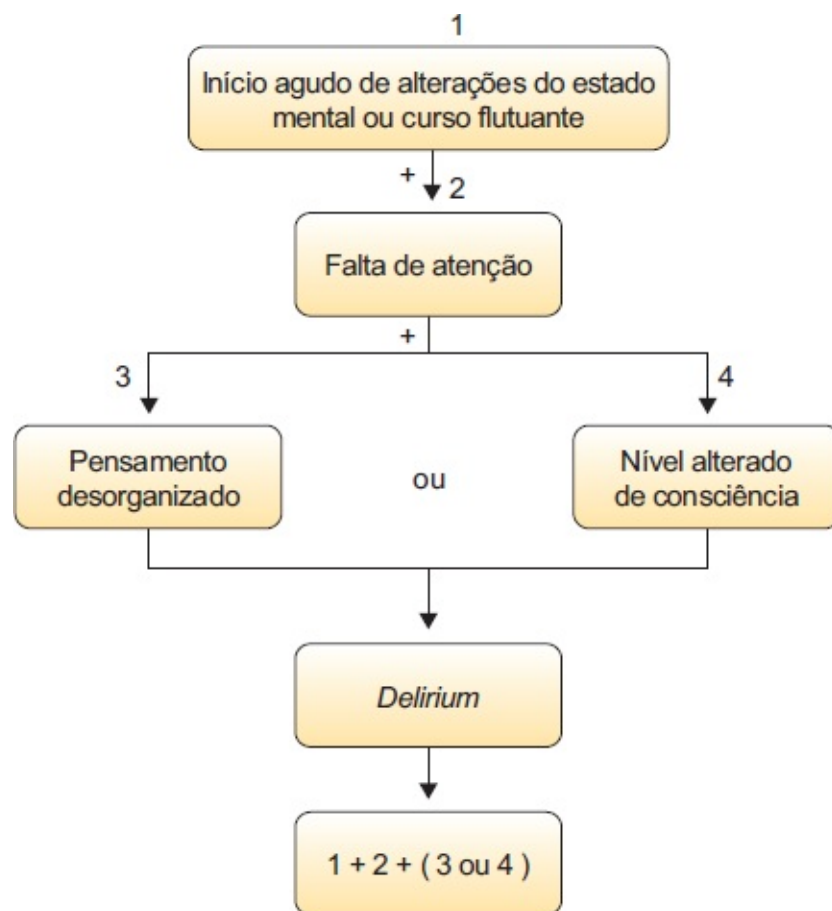 1
Início agudo de alterações do estado
mental ou curso flutuante
+
2
Falta de atenção
+
3
4
Pensamento
desorganizado
ou
Nível alterado
de consciência
Delirium
1 + 2 + ( 3 ou 4 )